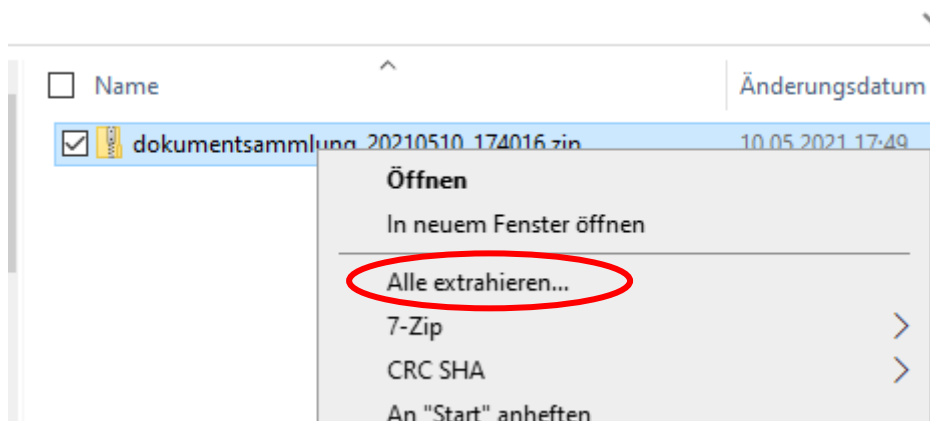 Name Änderungsdatum
dokumentsammlung_20210510_174016.zip 10.05.2021 17:49
Öffnen
In neuem Fenster öffnen
Alle extrahieren...
7-Zip
CRC SHA
An "Start" anheften